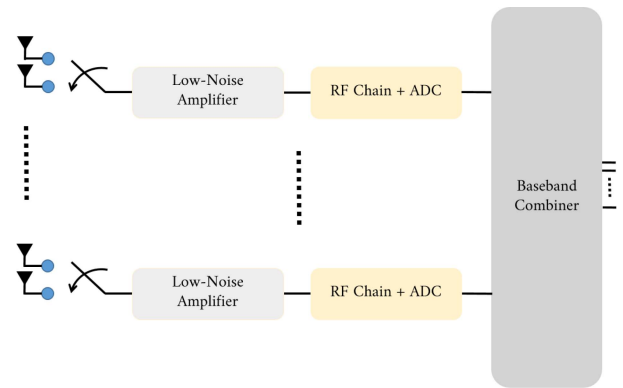 Low-Noise
Amplifier
RF Chain + ADC
Baseband
Combiner
Low-Noise
Amplifier
RF Chain + ADC